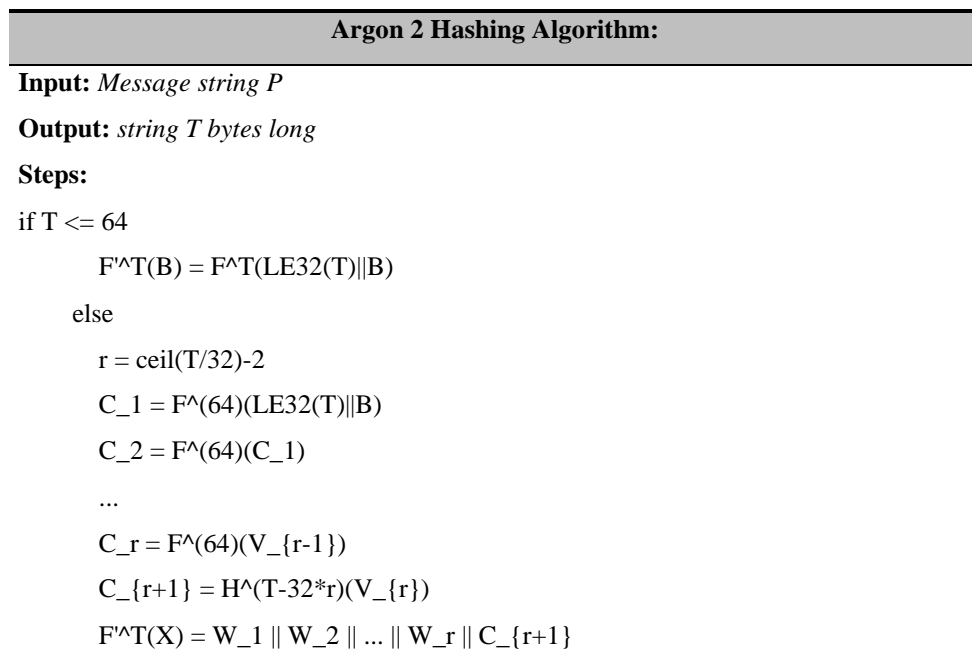 Argon 2 Hashing Algorithm:
Input: Message string P
Output: string T bytes long
Steps:
if T <= 64
F'^T(B) = F^T(LE32(T)||B)
else
r = ceil(T/32)-2
C_1 = F^(64)(LE32(T)||B)
C_2 = F^(64)(C_1)
...
C_r = F^(64)(V_{r-1})
C_{r+1} = H^(T-32*r)(V_{r})
F'^T(X) = W_1 || W_2 || ... || W_r || C_{r+1}